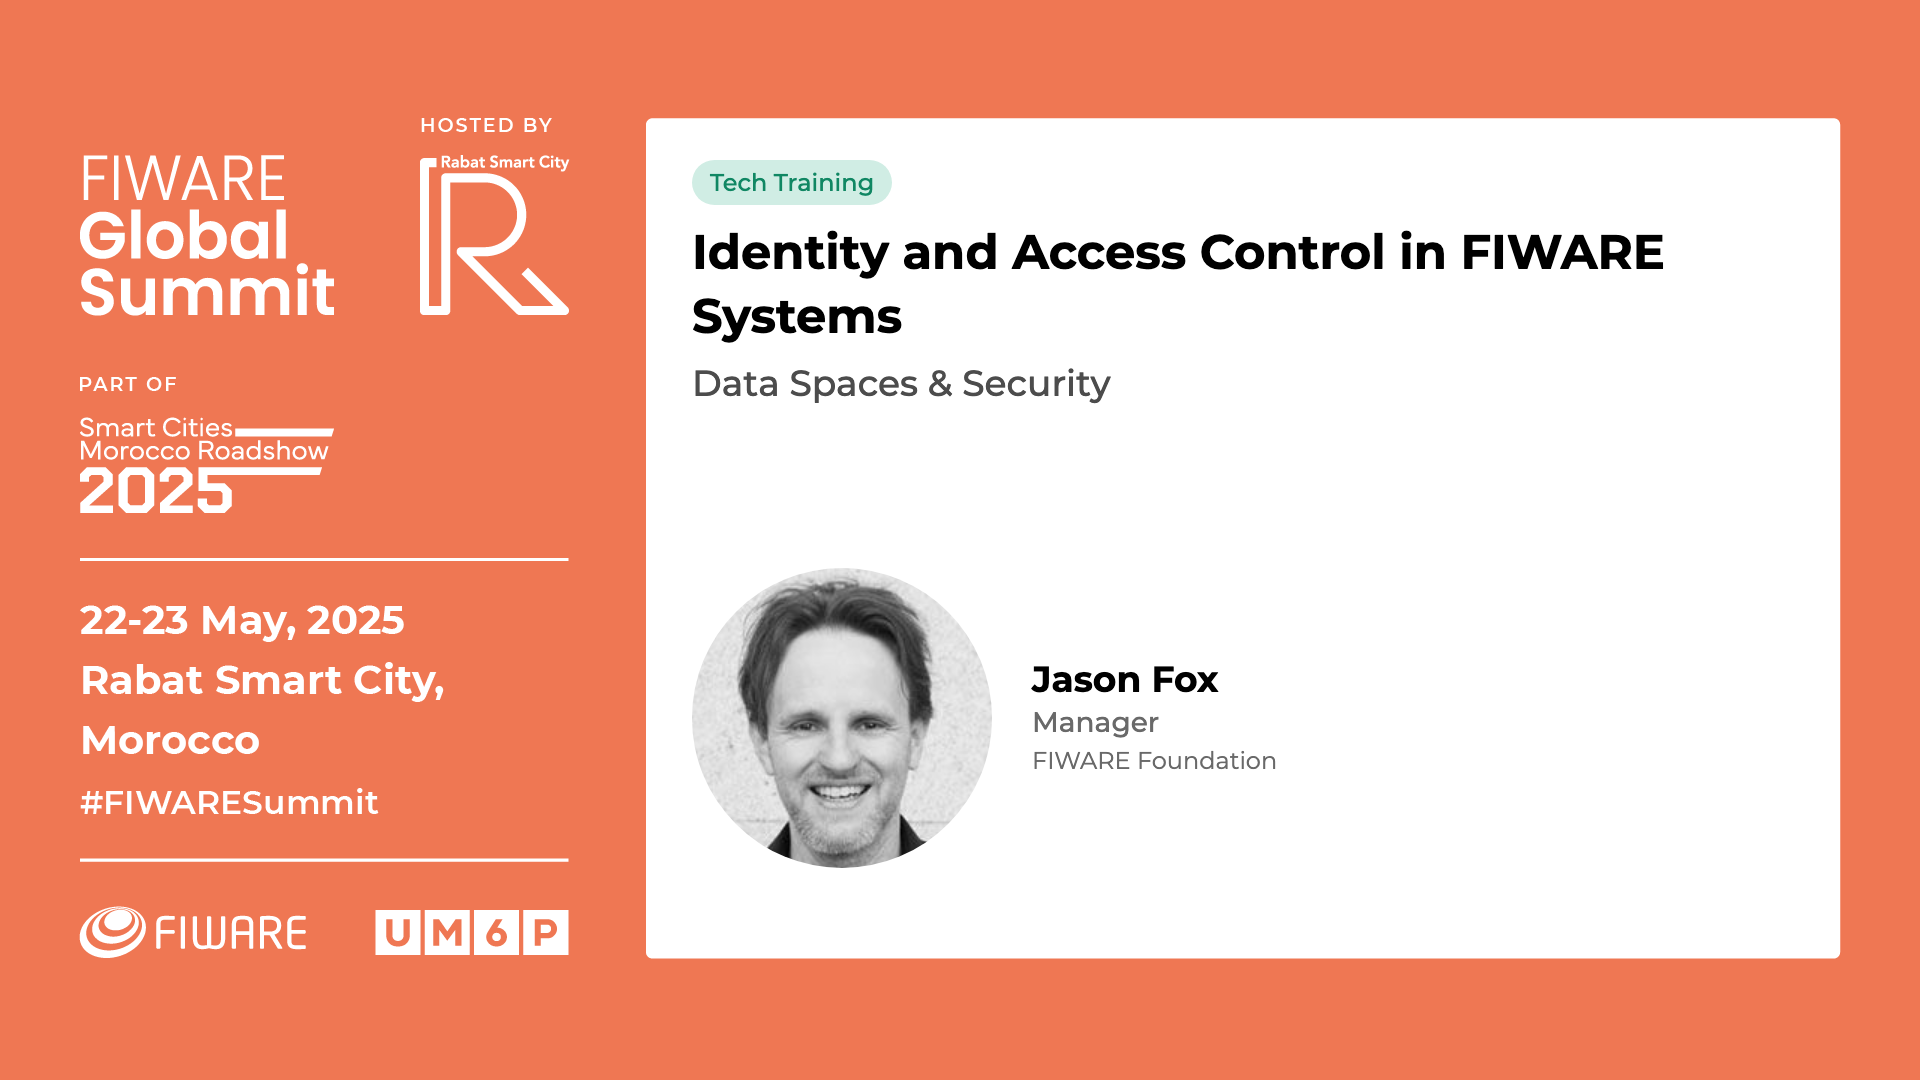 HOSTED BY
FIWARE
Global
Summit
Rabat Smart City
R
PART OF
Smart Cities
Morocco Roadshow
2025
22-23 May, 2025
Rabat Smart City,
Morocco
#FIWARESummit
FIWARE
UM6P
Tech Training
Identity and Access Control in FIWARE
Systems
Data Spaces & Security
Jason Fox
Manager
FIWARE Foundation